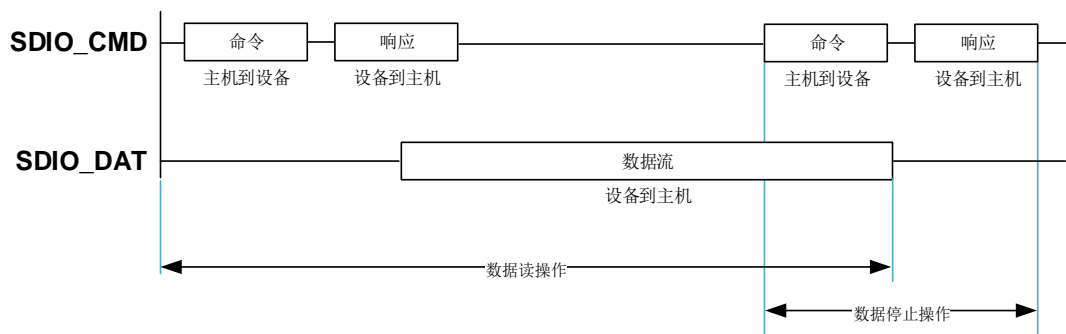 SDIO_CMD
命令
响应
命令
响应
主机到设备
设备到主机
主机到设备
设备到主机
SDIO_DAT
数据流
设备到主机
数据读操作
数据停止操作